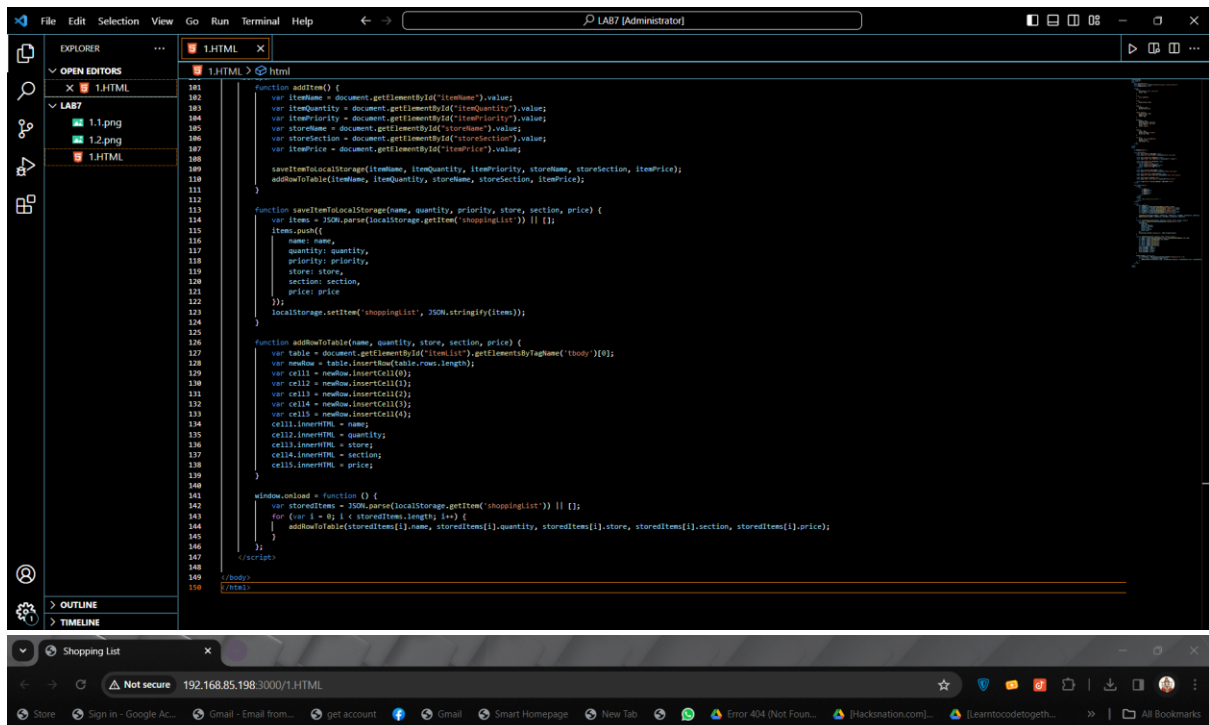 File Edit Selection View Go Run Terminal Help LAB7 [Administrator]
EXPLORER ... 1.HTML
OPEN EDITORS 1.HTML > html
1.HTML
LAB7
1.1.png
1.2.png
1.HTML
101 function addItem() {
102 var itemName = document.getElementById("itemName").value;
103 var itemQuantity = document.getElementById("itemQuantity").value;
104 var itemPriority = document.getElementById("itemPriority").value;
105 var storeName = document.getElementById("storeName").value;
106 var storeSection = document.getElementById("storeSection").value;
107 var itemPrice = document.getElementById("itemPrice").value;
108
109 saveItemToLocalStorage(itemName, itemQuantity, itemPriority, storeName, storeSection, itemPrice);
110 addRowToTable(itemName, itemQuantity, storeName, storeSection, itemPrice);
111 }
112
113 function saveItemToLocalStorage(name, quantity, priority, store, section, price) {
114 var items = JSON.parse(localStorage.getItem('shoppingList')) || [];
115 items.push({
116 name: name,
117 quantity: quantity,
118 priority: priority,
119 store: store,
120 section: section,
121 price: price
122 });
123 localStorage.setItem('shoppingList', JSON.stringify(items));
124 }
125
126 function addRowToTable(name, quantity, store, section, price) {
127 var table = document.getElementById("itemList").getElementsByTagName('tbody')[0];
128 var newRow = table.insertRow(table.rows.length);
129 var cell1 = newRow.insertCell(0);
130 var cell2 = newRow.insertCell(1);
131 var cell3 = newRow.insertCell(2);
132 var cell4 = newRow.insertCell(3);
133 var cell5 = newRow.insertCell(4);
134 cell1.innerHTML = name;
135 cell2.innerHTML = quantity;
136 cell3.innerHTML = store;
137 cell4.innerHTML = section;
138 cell5.innerHTML = price;
139 }
140
141 window.onload = function () {
142 var storedItems = JSON.parse(localStorage.getItem('shoppingList')) || [];
143 for (var i = 0; i < storedItems.length; i++) {
144 addRowToTable(storedItems[i].name, storedItems[i].quantity, storedItems[i].store, storedItems[i].section, storedItems[i].price);
145 }
146 };
147 </script>
148
149 </body>
150 </html>
OUTLINE
TIMELINE
Shopping List
Not secure 192.168.85.198:3000/1.HTML
Store Sign in - Google Ac... Gmail - Email from... get account Gmail Smart Homepage New Tab Error 404 (Not Foun... [Hacksnation.com]... [Learntocodetogeth... » All Bookmarks